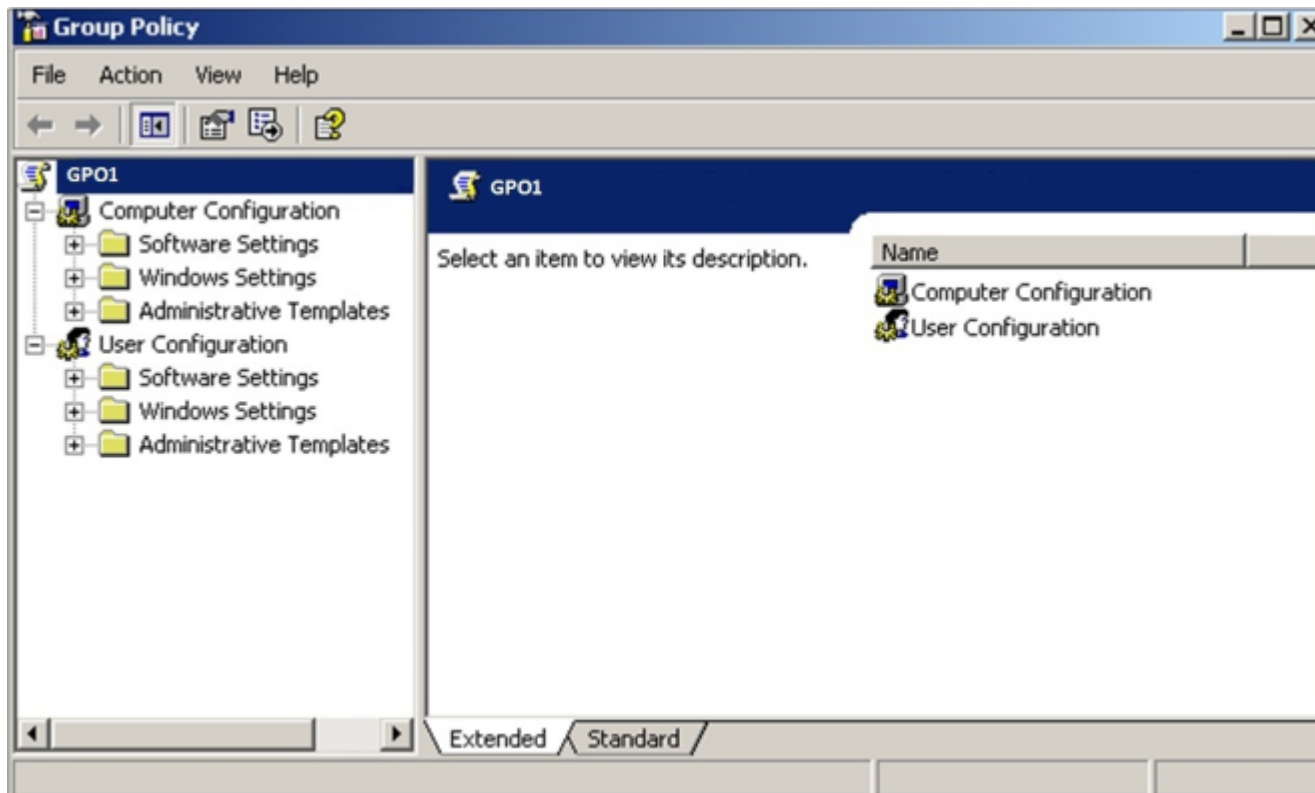 Group Policy
File Action View Help
GPO1
Computer Configuration
Software Settings
Windows Settings
Administrative Templates
User Configuration
Software Settings
Windows Settings
Administrative Templates
GPO1
Select an item to view its description.
Name
Computer Configuration
User Configuration
Extended Standard